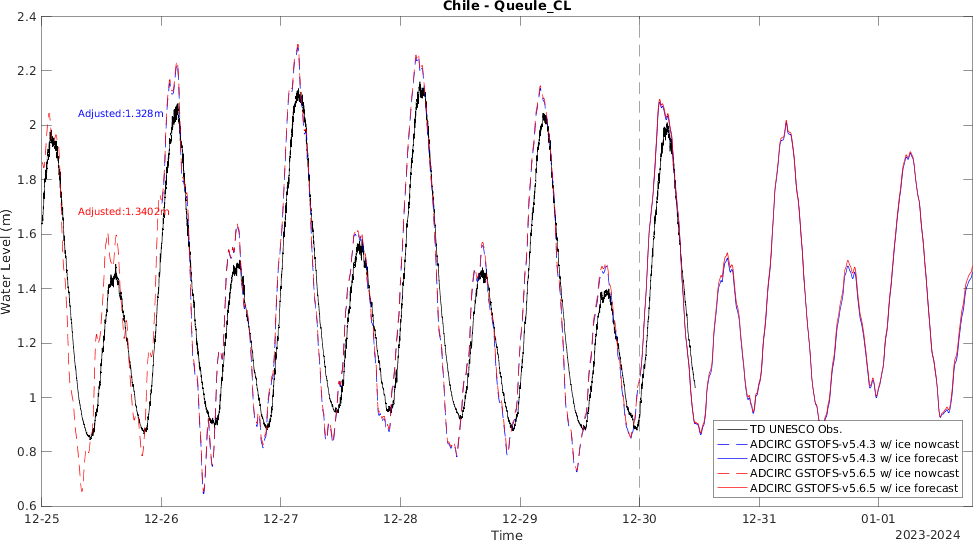 Chile - Queule_CL
2.4
2.2
2
1.8
1.6
1.4
1.2
1
0.8
0.6
Water Level (m)
Adjusted:1.328m
Adjusted:1.3402m
TD UNESCO Obs.
ADCIRC GSTOFS-v5.4.3 w/ ice nowcast
ADCIRC GSTOFS-v5.4.3 w/ ice forecast
ADCIRC GSTOFS-v5.6.5 w/ ice nowcast
ADCIRC GSTOFS-v5.6.5 w/ ice forecast
12-25 12-26 12-27 12-28 12-29 12-30 12-31 01-01
Time
2023-2024